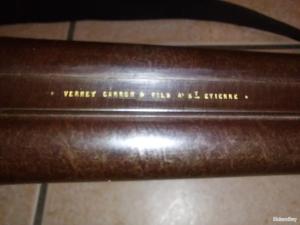 • VERNEY CARRON & FILS A ST ETIENNE •